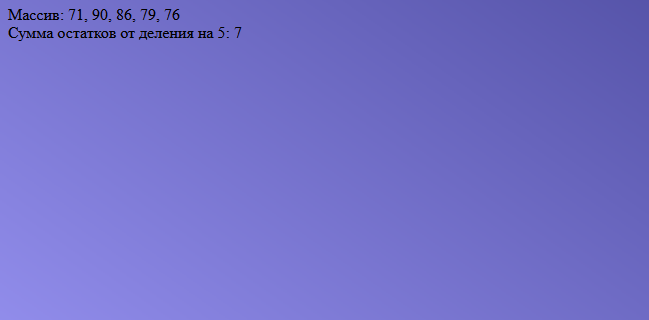 Массив: 71, 90, 86, 79, 76
Сумма остатков от деления на 5: 7